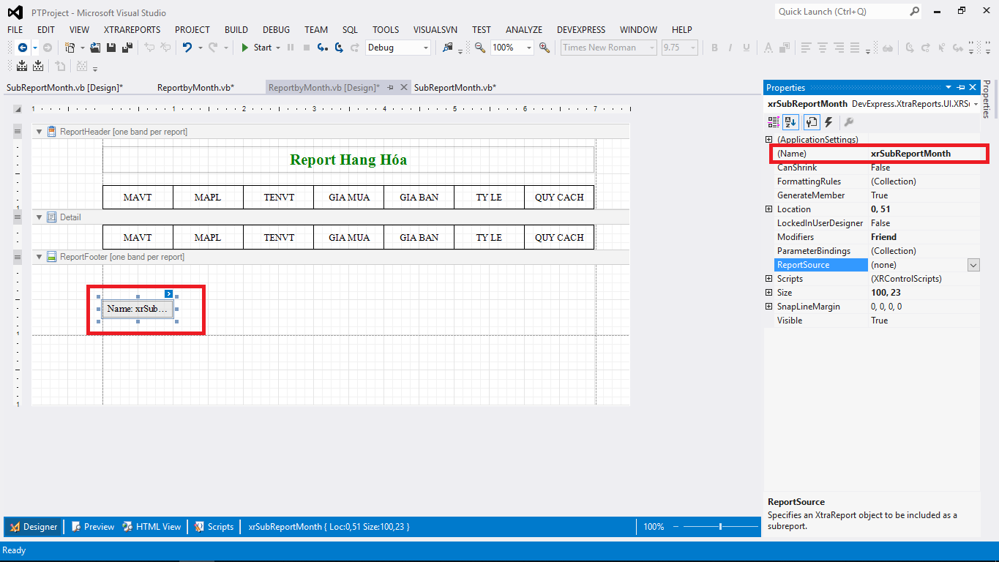 PTProject - Microsoft Visual Studio
Quick Launch (Ctrl+Q)
FILE EDIT VIEW XTRAREPORTS PROJECT BUILD DEBUG TEAM SQL TOOLS VISUALSVN TEST ANALYZE DEVEXPRESS WINDOW HELP
Start Debug 100% Times New Roman 9.75 B I U A
SubReportMonth.vb [Design]* ReportbyMonth.vb* ReportbyMonth.vb [Design]* SubReportMonth.vb*
1 1 2 3 4 5 6 7
ReportHeader [one band per report]
Report Hang Hóa
MAVT MAPL TENVT GIA MUA GIA BAN TY LE QUY CACH
1
Detail
MAVT MAPL TENVT GIA MUA GIA BAN TY LE QUY CACH
ReportFooter [one band per report]
Name: xrSub...
1
1
Designer Preview HTML View Scripts xrSubReportMonth { Loc:0,51 Size:100,23 } 100%
Ready
Properties
xrSubReportMonth DevExpress.XtraReports.UI.XRSu
(ApplicationSettings)
(Name) xrSubReportMonth
CanShrink False
FormattingRules (Collection)
GenerateMember True
Location 0, 51
LockedInUserDesigner False
Modifiers Friend
ParameterBindings (Collection)
ReportSource (none)
Scripts (XRControlScripts)
Size 100, 23
SnapLineMargin 0, 0, 0, 0
Visible True
ReportSource
Specifies an XtraReport object to be included as a
subreport.
Properties